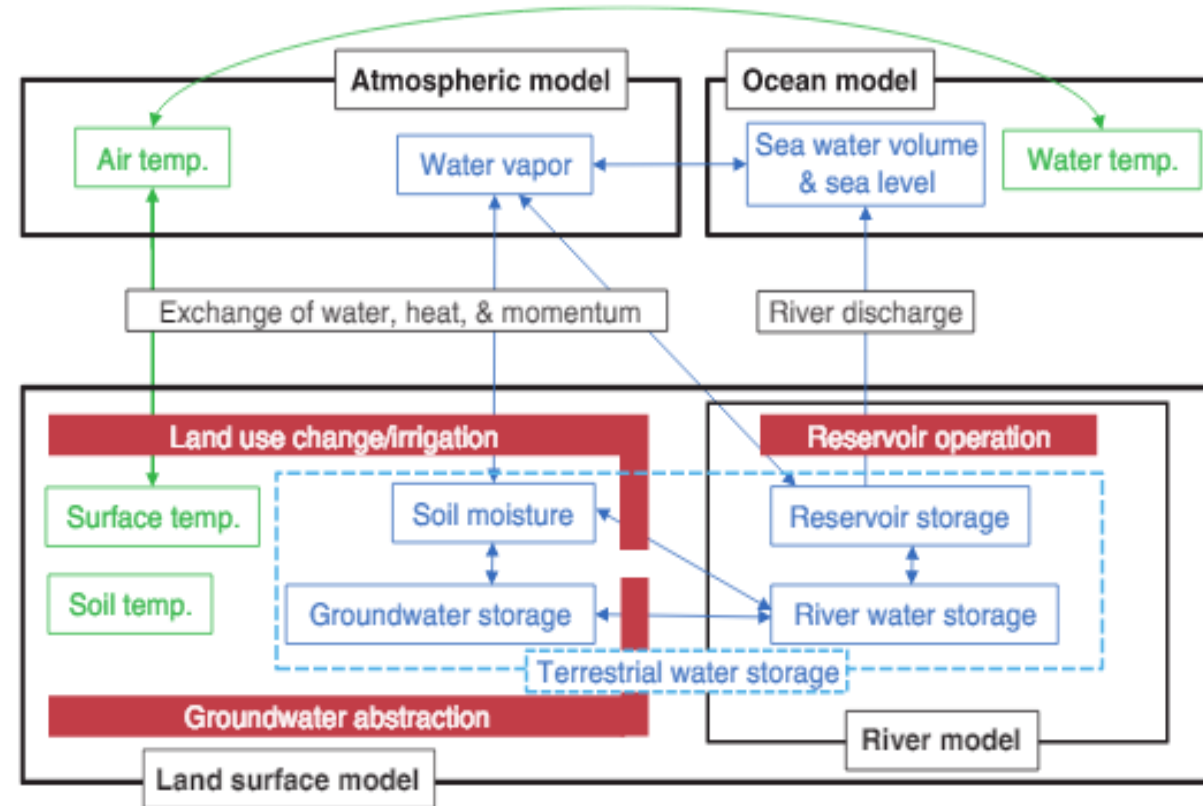 Atmospheric model
Ocean model
Air temp.
Water vapor
Sea water volume
& sea level
Water temp.
Exchange of water, heat, & momentum
River discharge
Land use change/irrigation
Reservoir operation
Surface temp.
Soil moisture
Reservoir storage
Soil temp.
Groundwater storage
River water storage
Terrestrial water storage
Groundwater abstraction
River model
Land surface model